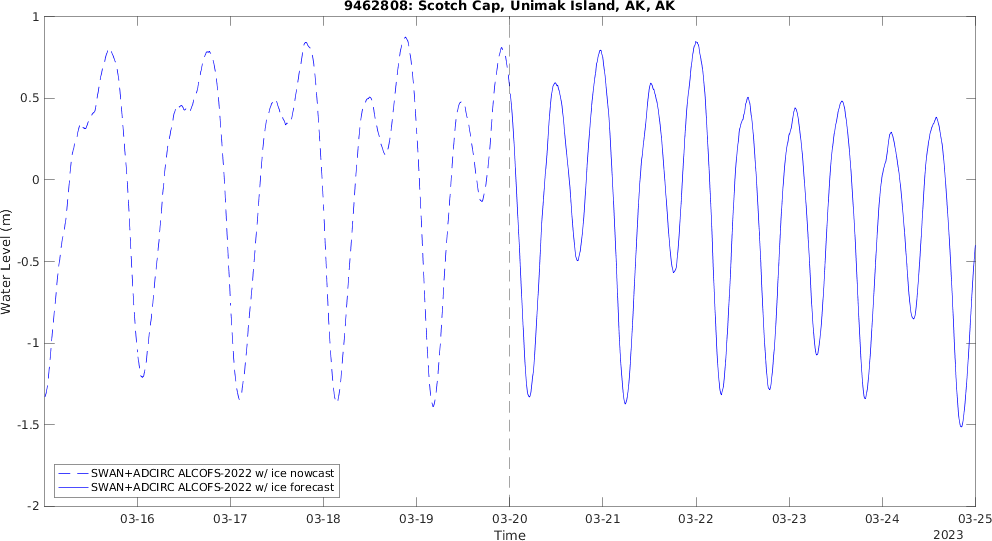 9462808: Scotch Cap, Unimak Island, AK, AK
Water Level (m)
1
0.5
0
-0.5
-1
-1.5
-2
SWAN+ADCIRC ALCOFS-2022 w/ ice nowcast
SWAN+ADCIRC ALCOFS-2022 w/ ice forecast
03-16 03-17 03-18 03-19 03-20 03-21 03-22 03-23 03-24 03-25
Time
2023